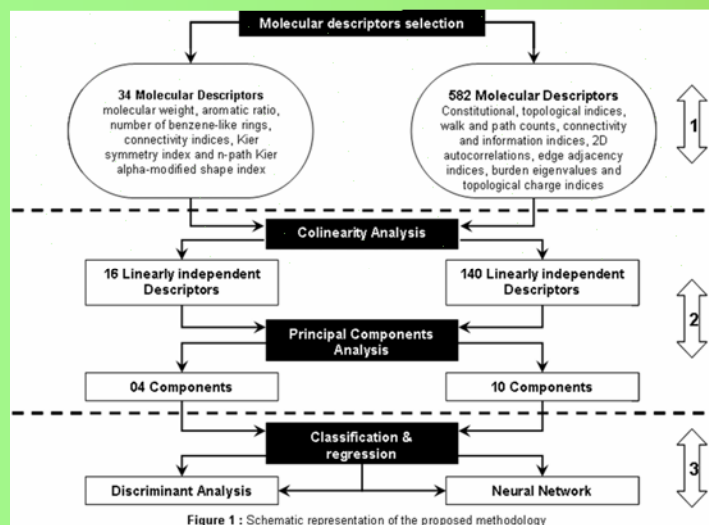 Molecular descriptors selection
34 Molecular Descriptors
molecular weight, aromatic ratio,
number of benzene-like rings,
connectivity indices, Kier
symmetry index and n-path Kier
alpha-modified shape index
582 Molecular Descriptors
Constitutional, topological indices,
walk and path counts, connectivity
and information indices, 2D
autocorrelations, edge adjacency
indices, burden eigenvalues and
topological charge indices
1
Colinearity Analysis
16 Linearly independent
Descriptors
140 Linearly independent
Descriptors
2
Principal Components
Analysis
04 Components
10 Components
Classification &
regression
3
Discriminant Analysis
Neural Network
Figure 1 : Schematic representation of the proposed methodology